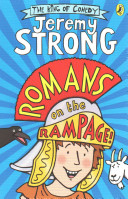 THE KING OF COMEDY
Jeremy
STRONG
ROMANS
on the
RAMPAGE!